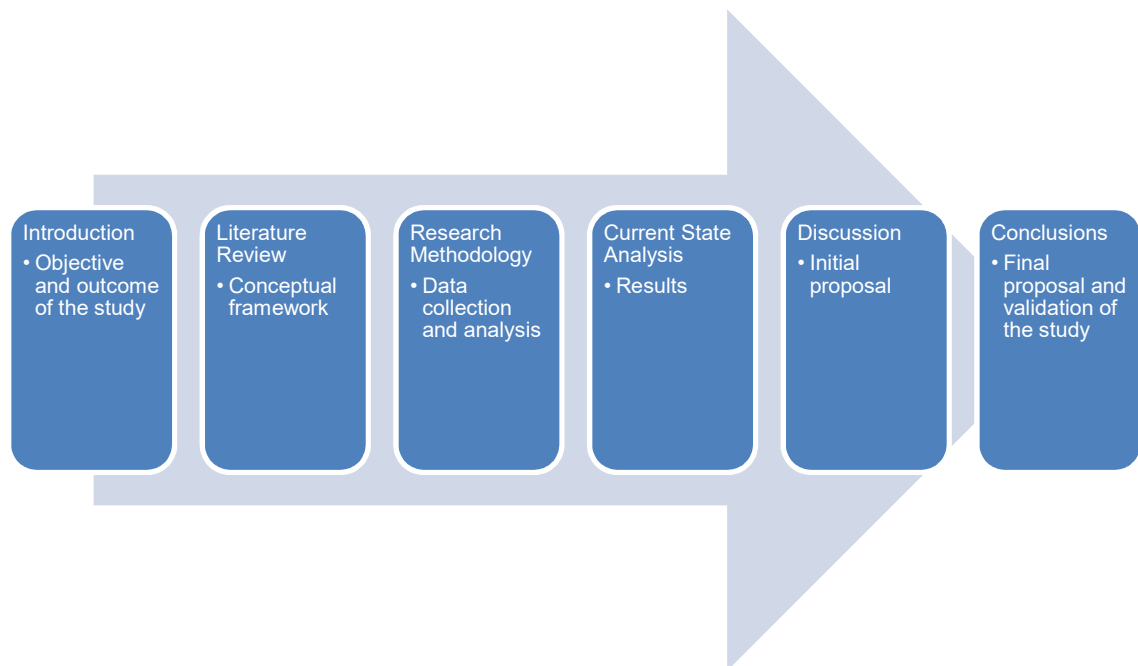 Introduction
• Objective
and outcome
of the study
Literature
Review
• Conceptual
framework
Research
Methodology
• Data
collection
and analysis
Current State
Analysis
• Results
Discussion
• Initial
proposal
Conclusions
• Final
proposal and
validation of
the study